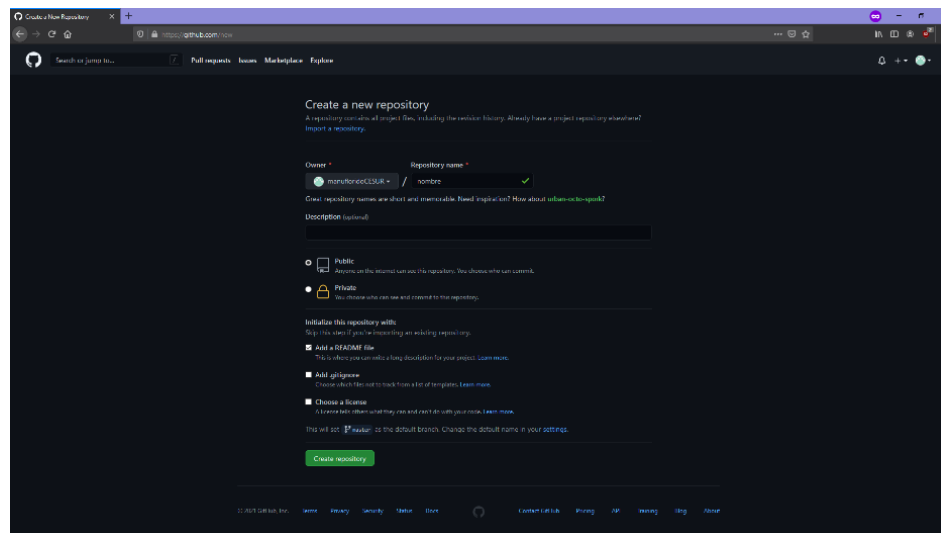 Create a New Repository
https://github.com/new
Search or jump to...
/
Pull requests Issues Marketplace Explore
Create a new repository
A repository contains all project files, including the revision history. Already have a project repository elsewhere?
Import a repository.
Owner *
Repository name *
manufloridoCESUR
/
nombre
Great repository names are short and memorable. Need inspiration? How about urban-octo-spork?
Description (optional)
Public
Anyone on the internet can see this repository. You choose who can commit.
Private
You choose who can see and commit to this repository.
Initialize this repository with:
Skip this step if you're importing an existing repository.
Add a README file
This is where you can write a long description for your project. Learn more.
Add .gitignore
Choose which files not to track from a list of templates. Learn more.
Choose a license
A license tells others what they can and can't do with your code. Learn more.
This will set master as the default branch. Change the default name in your settings.
Create repository
© 2021 GitHub, Inc. Terms Privacy Security Status Docs Contact GitHub Pricing API Training Blog About